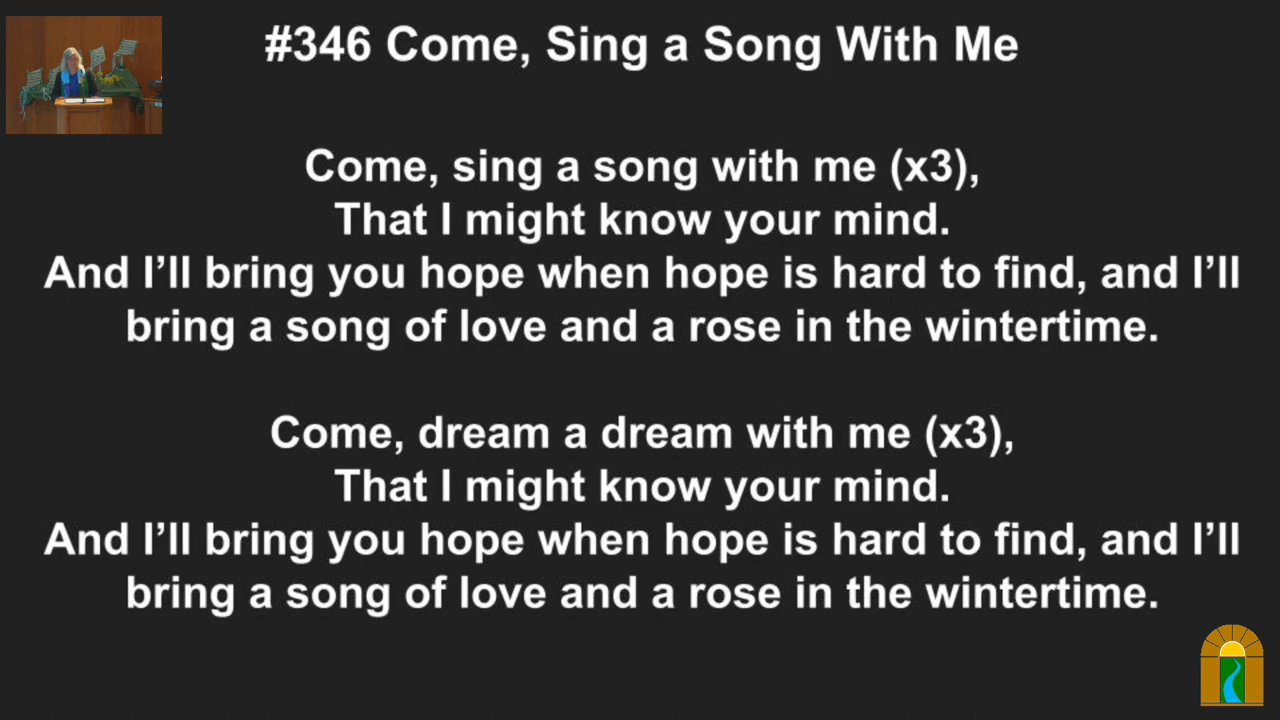 #346 Come, Sing a Song With Me
Come, sing a song with me (x3),
That I might know your mind.
And I’ll bring you hope when hope is hard to find, and I’ll
bring a song of love and a rose in the wintertime.
Come, dream a dream with me (x3),
That I might know your mind.
And I’ll bring you hope when hope is hard to find, and I’ll
bring a song of love and a rose in the wintertime.